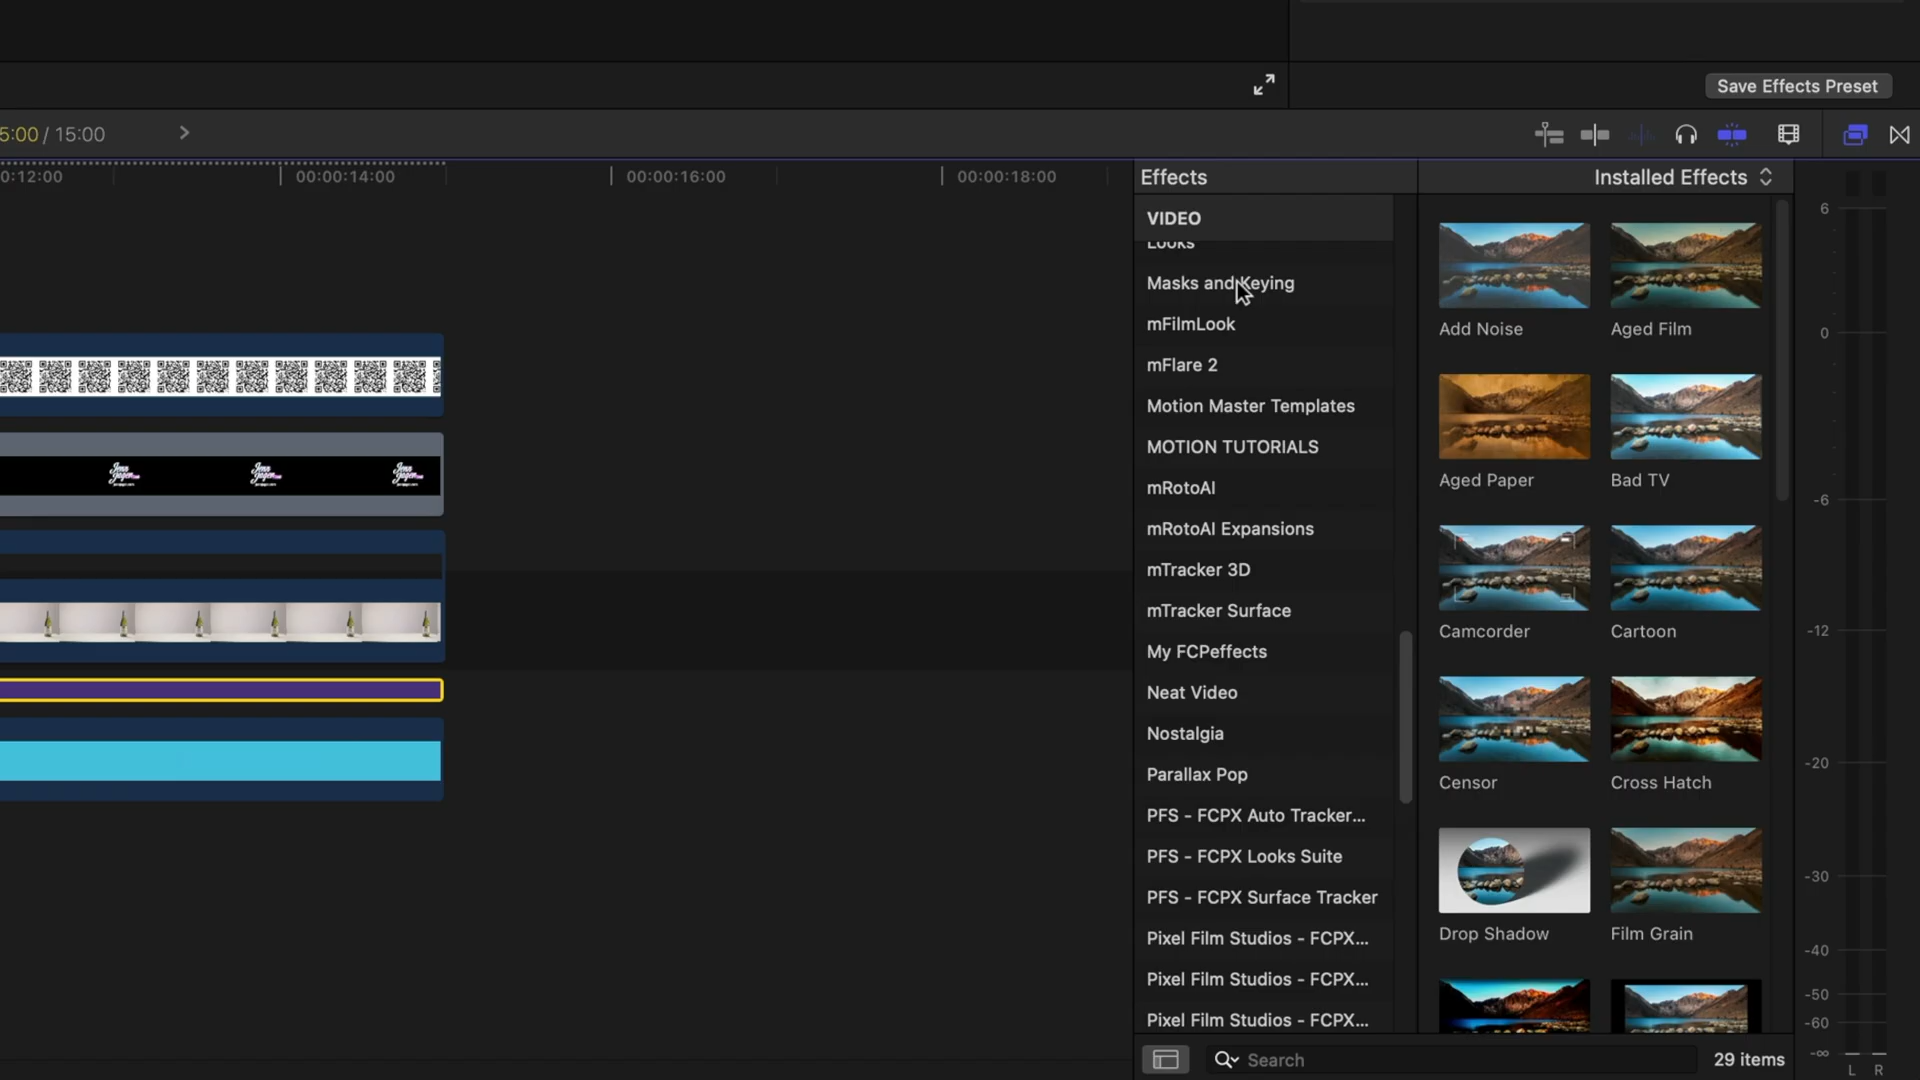 Save Effects Preset
5:00 / 15:00
0:12:00
00:00:14:00
00:00:16:00
00:00:18:00
Effects
Installed Effects
VIDEO
Looks
Masks and Keying
mFilmLook
mFlare 2
Motion Master Templates
MOTION TUTORIALS
mRotoAI
mRotoAI Expansions
mTracker 3D
mTracker Surface
My FCPeffects
Neat Video
Nostalgia
Parallax Pop
PFS - FCPX Auto Tracker...
PFS - FCPX Looks Suite
PFS - FCPX Surface Tracker
Pixel Film Studios - FCPX...
Pixel Film Studios - FCPX...
Pixel Film Studios - FCPX...
Add Noise
Aged Film
Aged Paper
Bad TV
Camcorder
Cartoon
Censor
Cross Hatch
Drop Shadow
Film Grain
6
0
-6
-12
-20
-30
-40
-50
-60
-∞
L R
Search
29 items